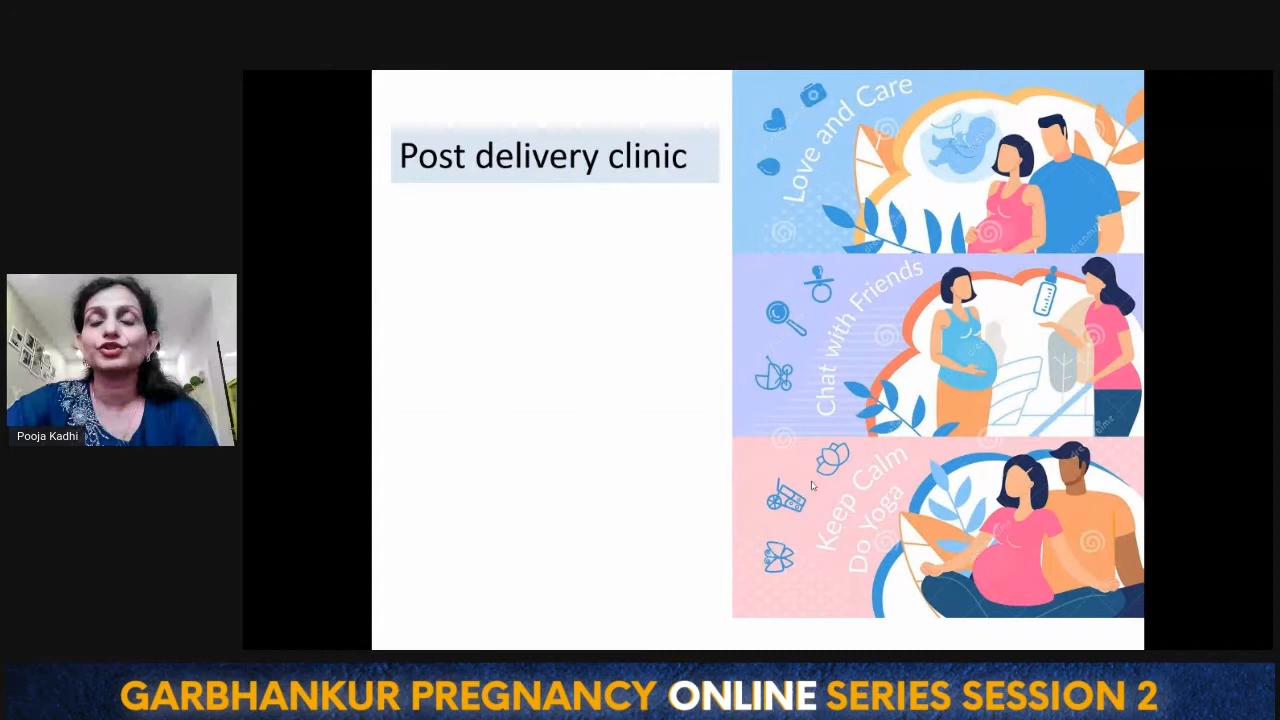 Post delivery clinic
Love and Care
Chat with Friends
Keep Calm
Do Yoga
Pooja Kadhi
GARBHANKUR PREGNANCY ONLINE SERIES SESSION 2